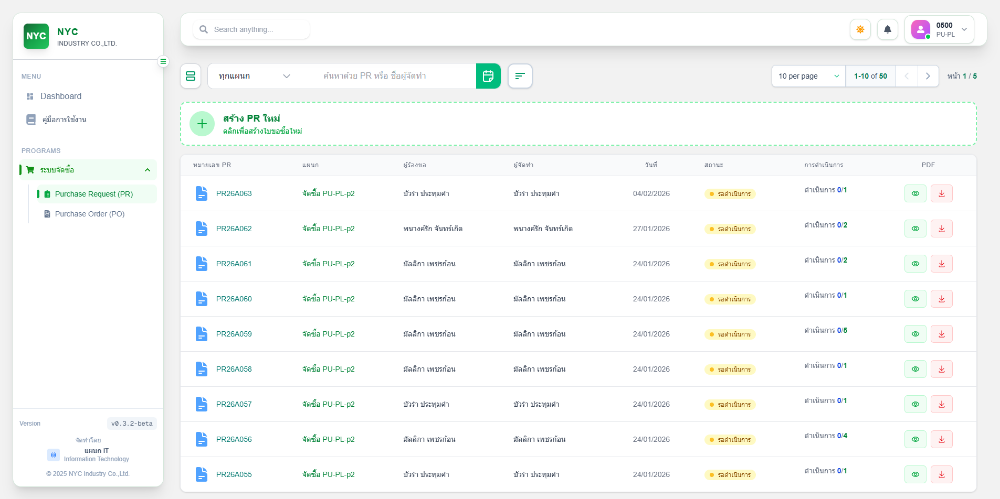 NYC
NYC
INDUSTRY CO.,LTD.
MENU
Dashboard
คู่มือการใช้งาน
PROGRAMS
ระบบจัดซื้อ
Purchase Request (PR)
Purchase Order (PO)
Version v0.3.2-beta
จัดทำโดย
แผนก IT
Information Technology
© 2025 NYC Industry Co.,Ltd.
Search anything...
0500
PU-PL
ทุกแผนก ค้นหาด้วย PR หรือ ชื่อผู้จัดทำ
10 per page 1-10 of 50 หน้า 1 / 5
สร้าง PR ใหม่
คลิกเพื่อสร้างใบขอซื้อใหม่
หมายเลข PR แผนก ผู้ร้องขอ ผู้จัดทำ วันที่ สถานะ การดำเนินการ PDF
PR26A063 จัดซื้อ PU-PL-p2 บัวรำ ประทุมคำ บัวรำ ประทุมคำ 04/02/2026 รอดำเนินการ ดำเนินการ 0/1
PR26A062 จัดซื้อ PU-PL-p2 พนางค์รัก จันทร์เกิด พนางค์รัก จันทร์เกิด 27/01/2026 รอดำเนินการ ดำเนินการ 0/2
PR26A061 จัดซื้อ PU-PL-p2 มัลลิกา เพชรก้อน มัลลิกา เพชรก้อน 24/01/2026 รอดำเนินการ ดำเนินการ 0/2
PR26A060 จัดซื้อ PU-PL-p2 มัลลิกา เพชรก้อน มัลลิกา เพชรก้อน 24/01/2026 รอดำเนินการ ดำเนินการ 0/1
PR26A059 จัดซื้อ PU-PL-p2 มัลลิกา เพชรก้อน มัลลิกา เพชรก้อน 24/01/2026 รอดำเนินการ ดำเนินการ 0/5
PR26A058 จัดซื้อ PU-PL-p2 มัลลิกา เพชรก้อน มัลลิกา เพชรก้อน 24/01/2026 รอดำเนินการ ดำเนินการ 0/1
PR26A057 จัดซื้อ PU-PL-p2 บัวรำ ประทุมคำ บัวรำ ประทุมคำ 24/01/2026 รอดำเนินการ ดำเนินการ 0/1
PR26A056 จัดซื้อ PU-PL-p2 มัลลิกา เพชรก้อน มัลลิกา เพชรก้อน 24/01/2026 รอดำเนินการ ดำเนินการ 0/4
PR26A055 จัดซื้อ PU-PL-p2 บัวรำ ประทุมคำ บัวรำ ประทุมคำ 24/01/2026 รอดำเนินการ ดำเนินการ 0/1